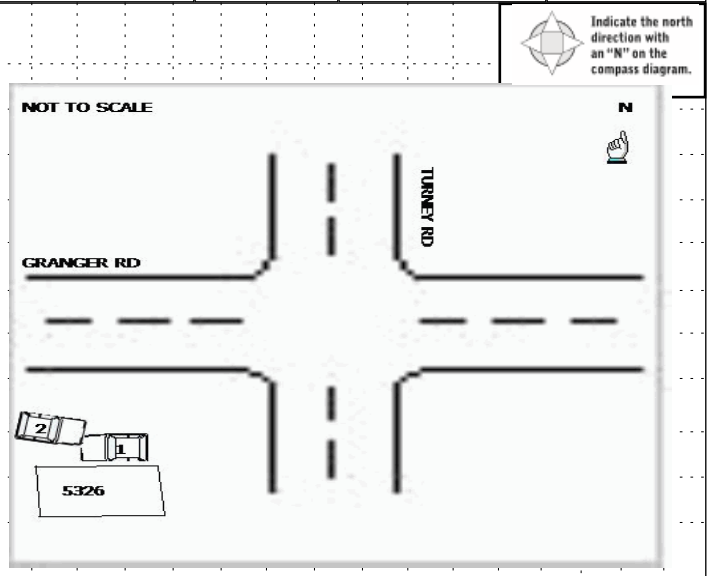 Indicate the north
direction with
an “N” on the
compass diagram.
NOT TO SCALE
N
TURNEY RD
GRANGER RD
2
1
5326